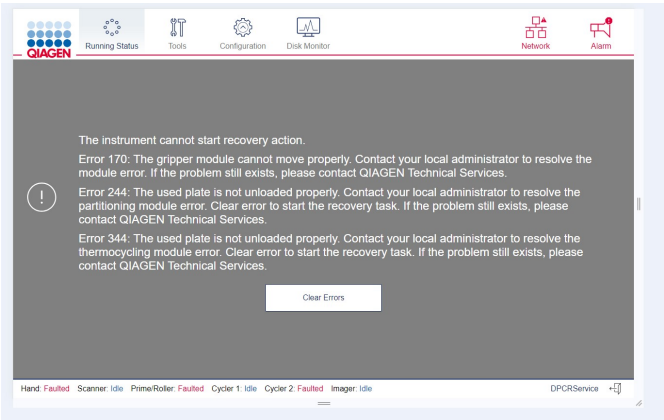 QIAGEN
Running Status
Tools
Configuration
Disk Monitor
Network
Alarm
The instrument cannot start recovery action.
Error 170: The gripper module cannot move properly. Contact your local administrator to resolve the
module error. If the problem still exists, please contact QIAGEN Technical Services.
Error 244: The used plate is not unloaded properly. Contact your local administrator to resolve the
partitioning module error. Clear error to start the recovery task. If the problem still exists, please
contact QIAGEN Technical Services.
Error 344: The used plate is not unloaded properly. Contact your local administrator to resolve the
thermocycling module error. Clear error to start the recovery task. If the problem still exists, please
contact QIAGEN Technical Services.
Clear Errors
Hand: Faulted Scanner: Idle Prime/Roller: Faulted Cycler 1: Idle Cycler 2: Faulted Imager: Idle DPCRService